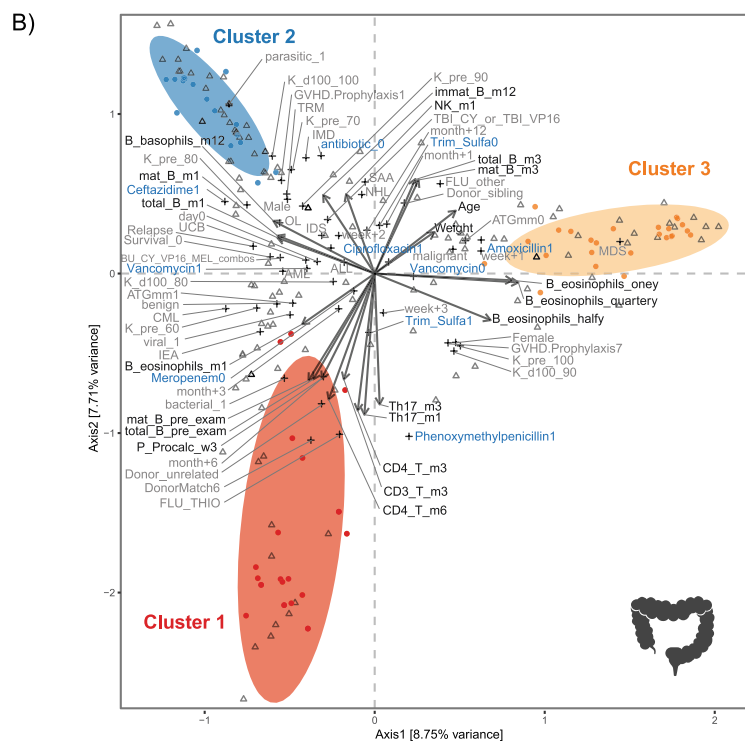 B)
Cluster 2
parasitic_1
K_d100_100
GVHD.Prophylaxis1
TRM
K_pre_70
IMD
antibiotic_0
K_pre_90
immat_B_m12
NK_m1
TBI_CY_or_TBI_VP16
month+12
Trim_Sulfa0
month+1
total_B_m3
mat_B_m3
FLU_other
Donor_sibling
Cluster 3
B_basophils_m12
K_pre_80
mat_B_m1
Ceftazidime1
total_B_m1
day0
UCB
Relapse
Survival_0
BU_CY_VP16_MEL_combos
Vancomycin1
K_d100_80
ATGmm1
benign
CML
K_pre_60
viral_1
IEA
B_eosinophils_m1
Meropenem0
month+3
bacterial_1
mat_B_pre_exam
total_B_pre_exam
P_Procalc_w3
month+6
Donor_unrelated
DonorMatch6
FLU_THIO
SAA
NHL
Male
OL
IDS
week+2
AML
ALL
Age
Weight
ATGmm0
Ciprofloxacin1
malignant
week+1
Amoxicillin1
MDS
Vancomycin0
B_eosinophils_oney
B_eosinophils_quartery
B_eosinophils_halfy
week+3
Trim_Sulfa1
Female
GVHD.Prophylaxis7
K_pre_100
K_d100_90
Th17_m3
Th17_m1
Phenoxymethylpenicillin1
CD4_T_m3
CD3_T_m3
CD4_T_m6
Cluster 1
Axis2 [7.71% variance]
1
0
−1
−2
−1
0
1
2
Axis1 [8.75% variance]